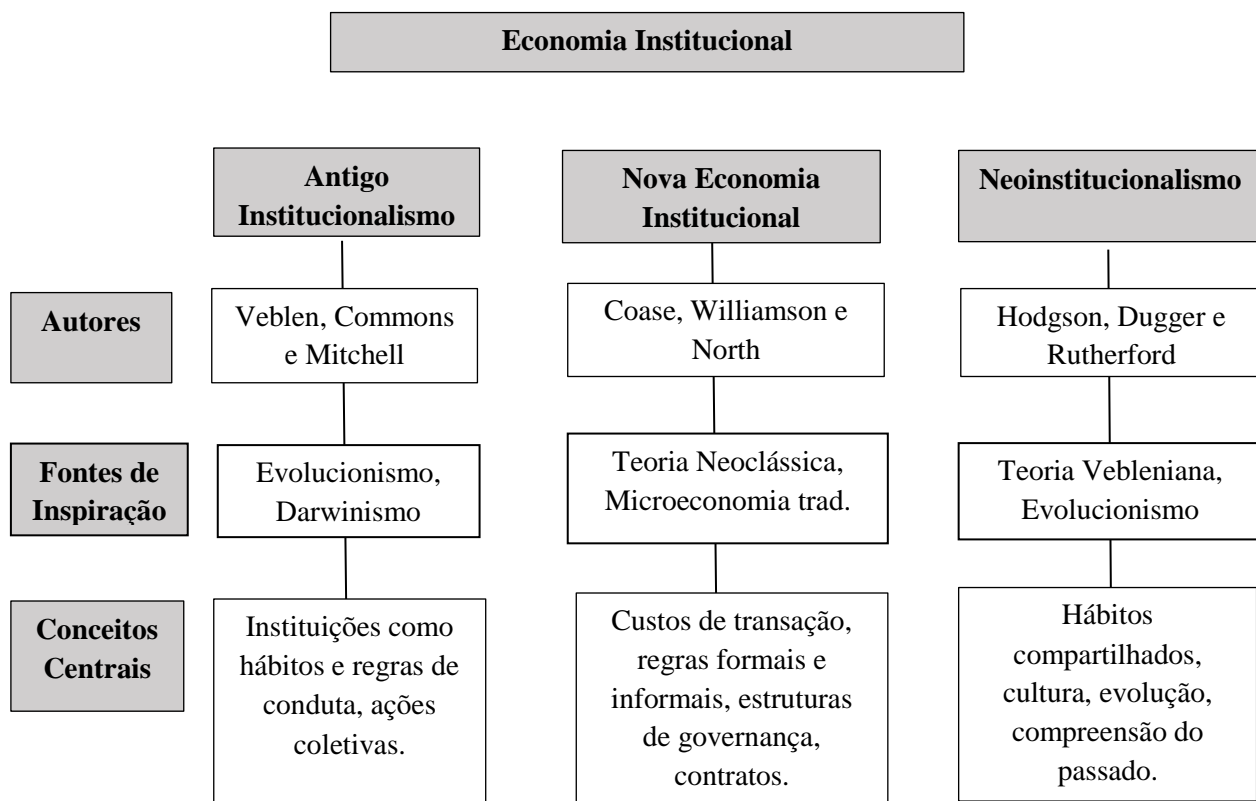 Economia Institucional
Antigo
Institucionalismo
Nova Economia
Institucional
Neoinstitucionalismo
Autores
Veblen, Commons
e Mitchell
Coase, Williamson e
North
Hodgson, Dugger e
Rutherford
Fontes de
Inspiração
Evolucionismo,
Darwinismo
Teoria Neoclássica,
Microeconomia trad.
Teoria Vebleniana,
Evolucionismo
Conceitos
Centrais
Instituições como
hábitos e regras de
conduta, ações
coletivas.
Custos de transação,
regras formais e
informais, estruturas
de governança,
contratos.
Hábitos
compartilhados,
cultura, evolução,
compreensão do
passado.